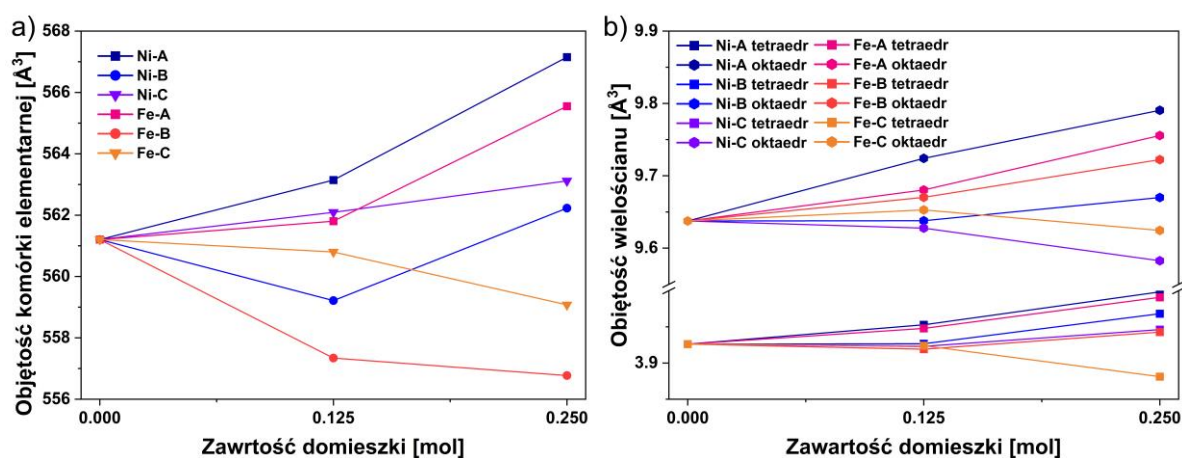 a)
568
566
564
562
560
558
556
Objętość komórki elementarnej [Å³]
Ni-A
Ni-B
Ni-C
Fe-A
Fe-B
Fe-C
0.000
0.125
0.250
Zawrtość domieszki [mol]
b)
9.9
9.8
9.7
9.6
3.9
Obiętość wielościanu [Å³]
Ni-A tetraedr
Ni-A oktaedr
Ni-B tetraedr
Ni-B oktaedr
Ni-C tetraedr
Ni-C oktaedr
Fe-A tetraedr
Fe-A oktaedr
Fe-B tetraedr
Fe-B oktaedr
Fe-C tetraedr
Fe-C oktaedr
0.000
0.125
0.250
Zawartość domieszki [mol]